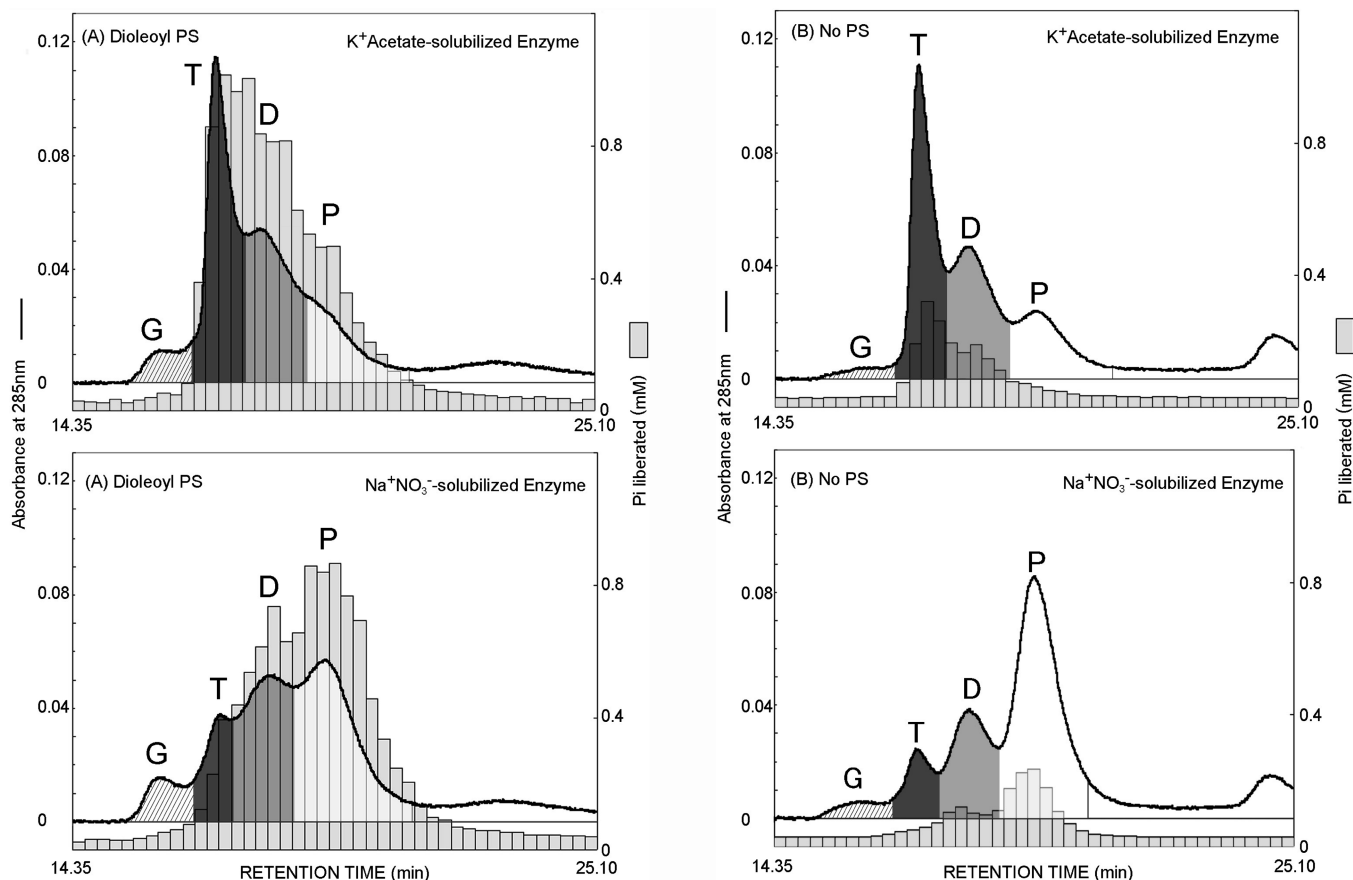 (A) Dioleoyl PS
K⁺Acetate-solubilized Enzyme
0.12
0.08
0.04
0
0.8
0.4
0
T
D
P
G
14.35
25.10
(B) No PS
K⁺Acetate-solubilized Enzyme
0.12
0.08
0.04
0
0.8
0.4
0
T
D
P
G
14.35
25.10
Absorbance at 285nm
Pi liberated (mM)
Absorbance at 285nm
Pi liberated (mM)
(A) Dioleoyl PS
Na⁺NO₃⁻-solubilized Enzyme
0.12
0.08
0.04
0
0.8
0.4
0
P
D
T
G
14.35
25.10
RETENTION TIME (min)
(B) No PS
Na⁺NO₃⁻-solubilized Enzyme
0.12
0.08
0.04
0
0.8
0.4
0
P
D
T
G
14.35
25.10
RETENTION TIME (min)